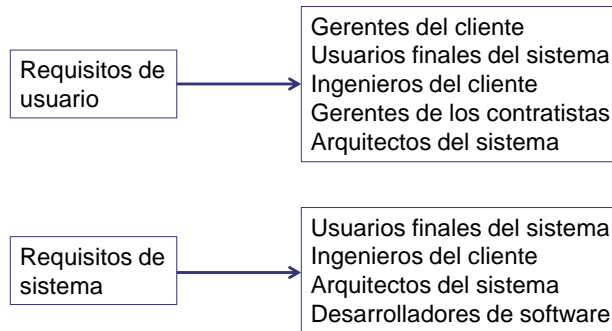 Requisitos de
usuario
Gerentes del cliente
Usuarios finales del sistema
Ingenieros del cliente
Gerentes de los contratistas
Arquitectos del sistema
Requisitos de
sistema
Usuarios finales del sistema
Ingenieros del cliente
Arquitectos del sistema
Desarrolladores de software